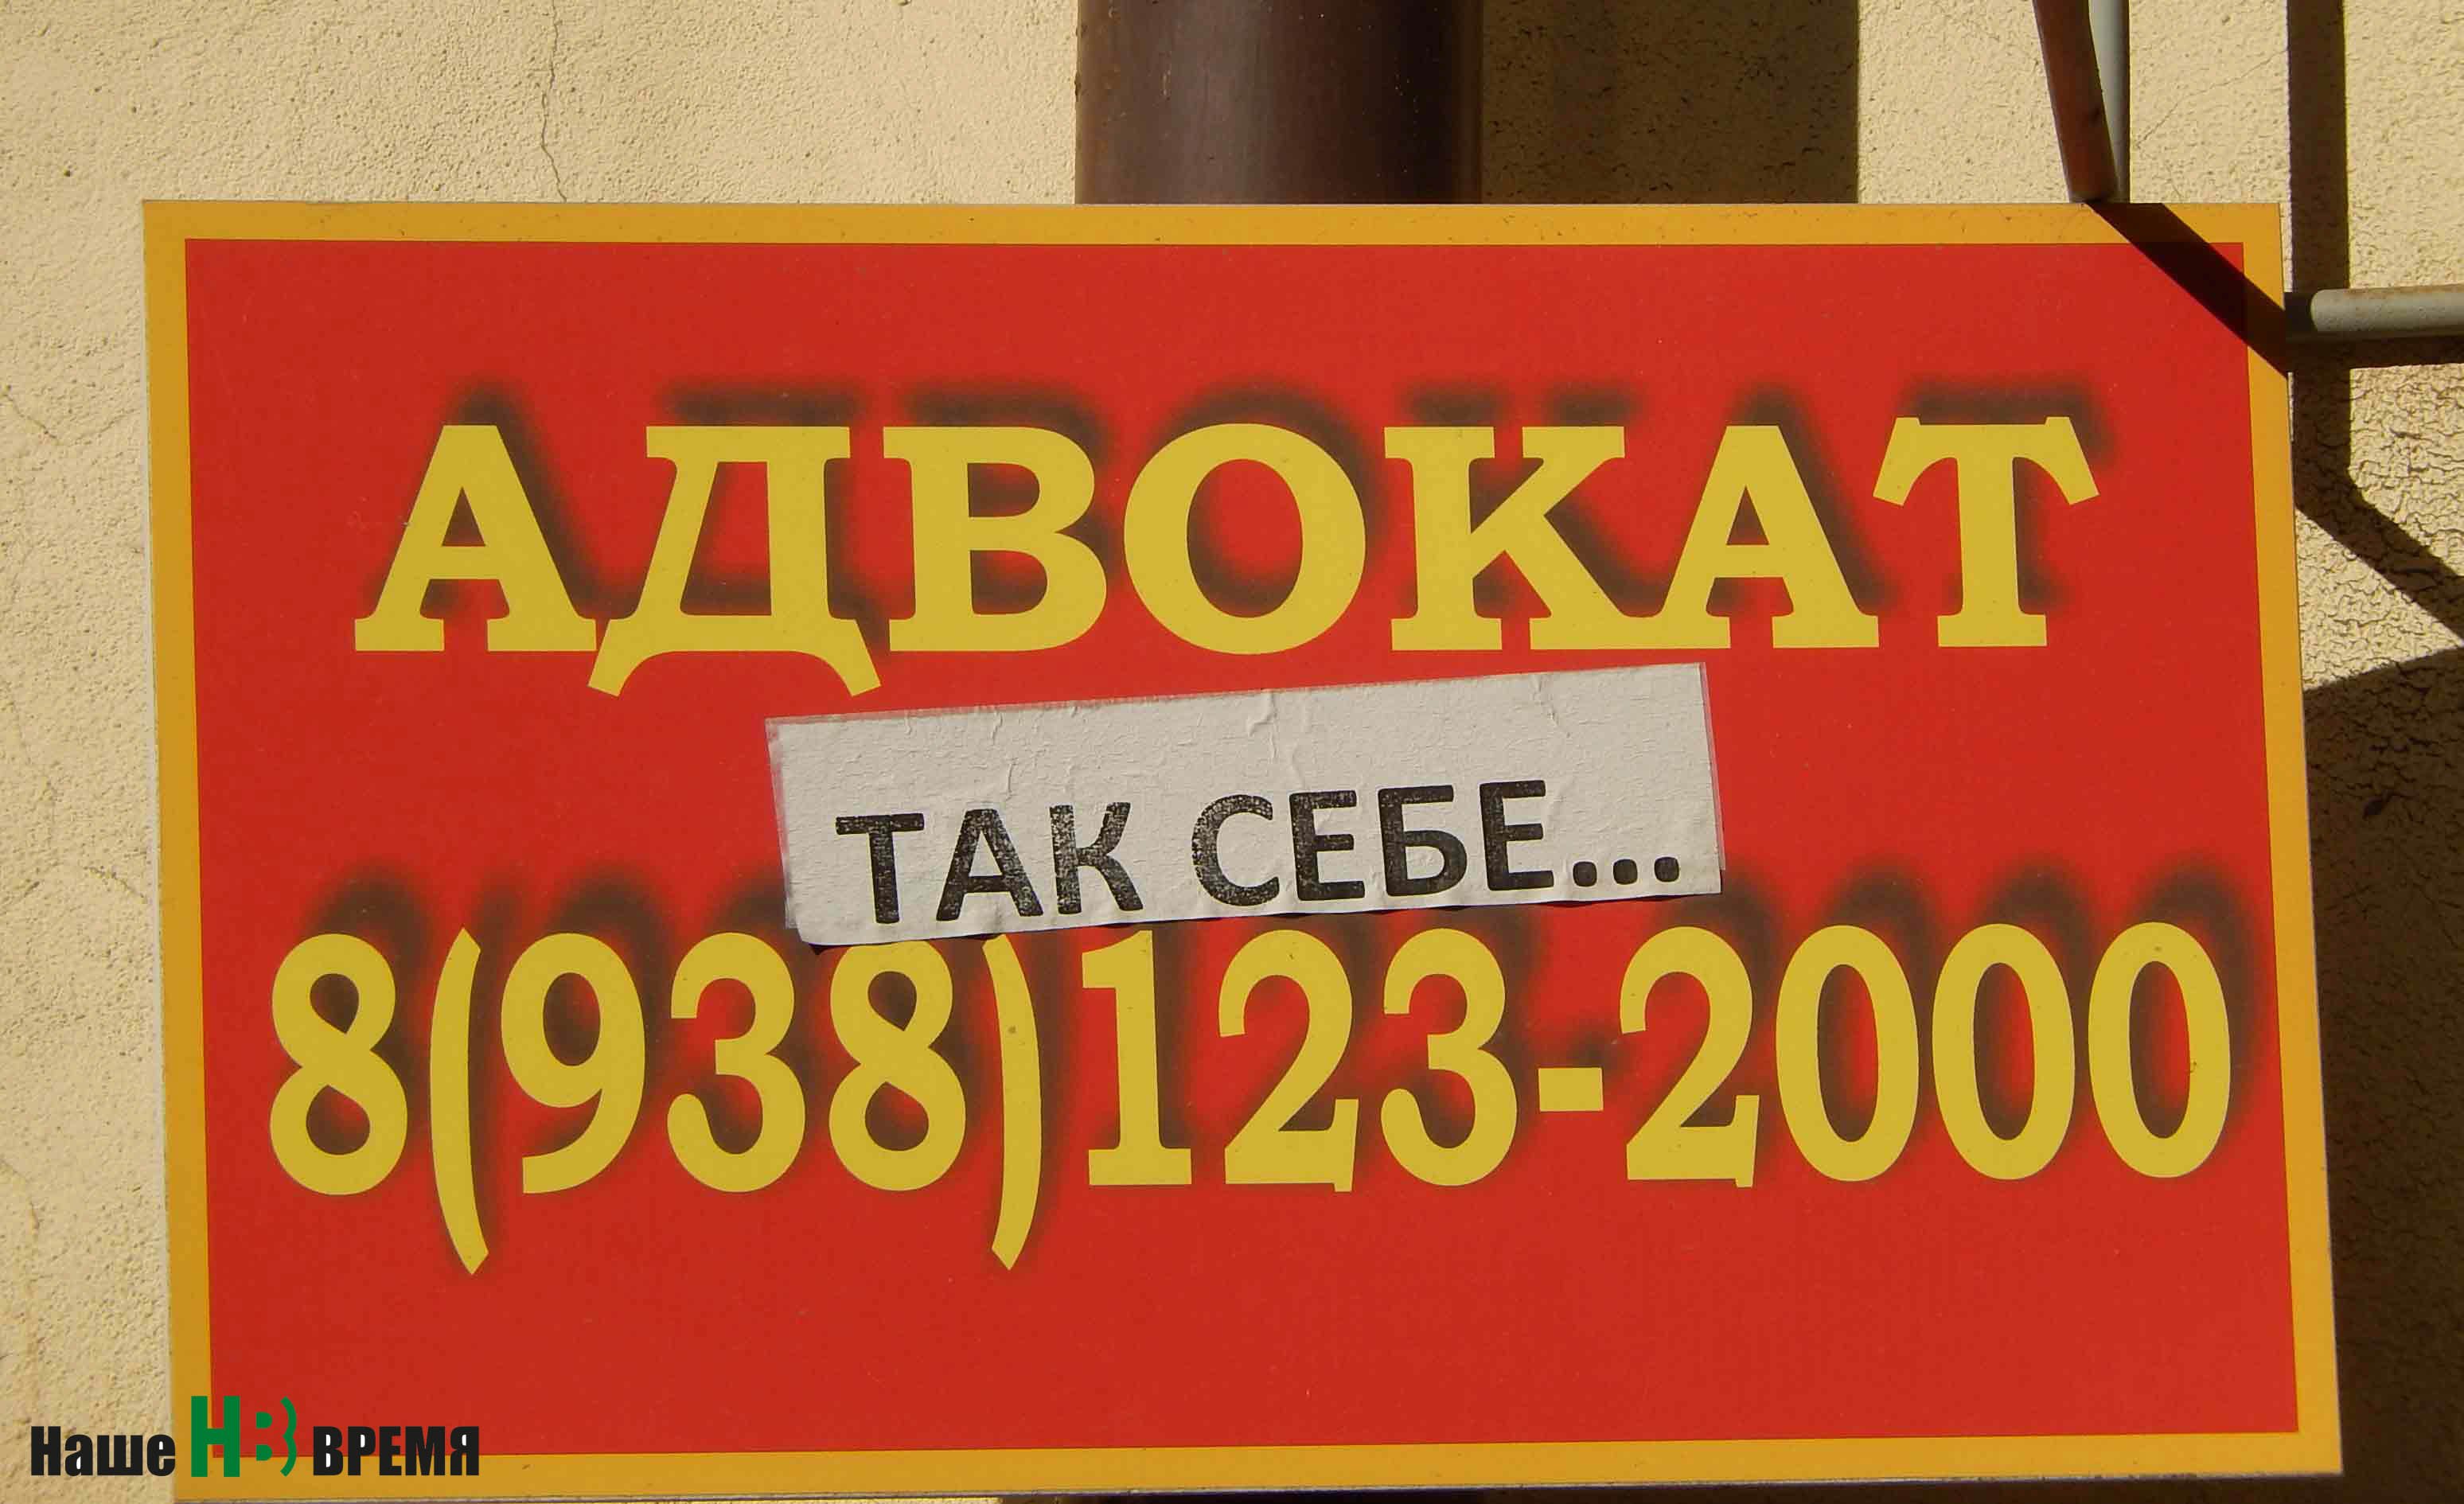 АДВОКАТ
ТАК СЕБЕ...
8(938)123-2000
Наше НВ ВРЕМЯ